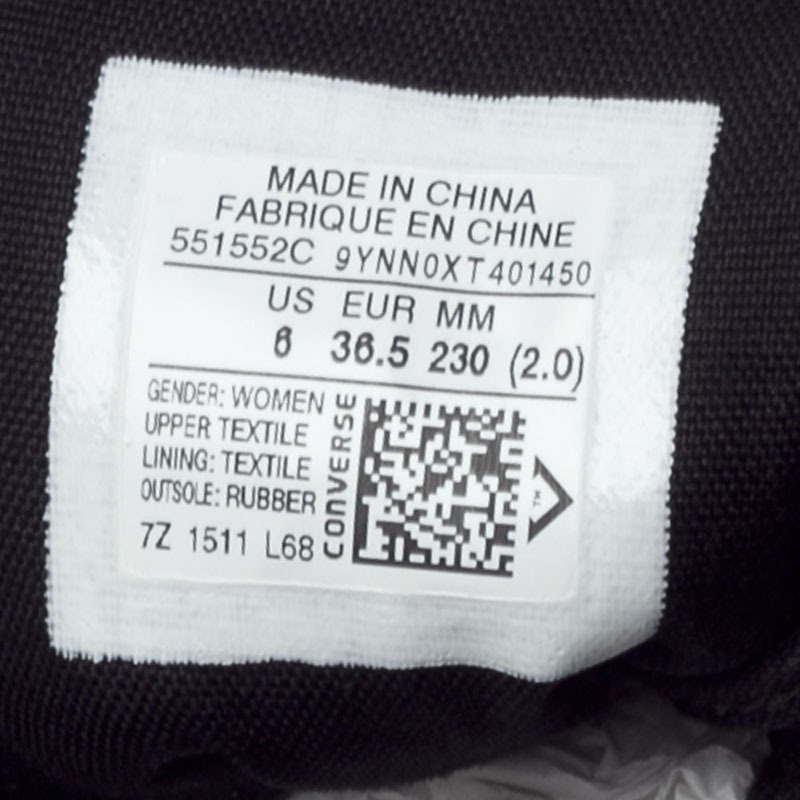 MADE IN CHINA
FABRIQUE EN CHINE
551552C 9YNN0XT401450
US EUR MM
6 36.5 230 (2.0)
GENDER: WOMEN
UPPER TEXTILE
LINING: TEXTILE
OUTSOLE: RUBBER
7Z 1511 L68
CONVERSE
TM